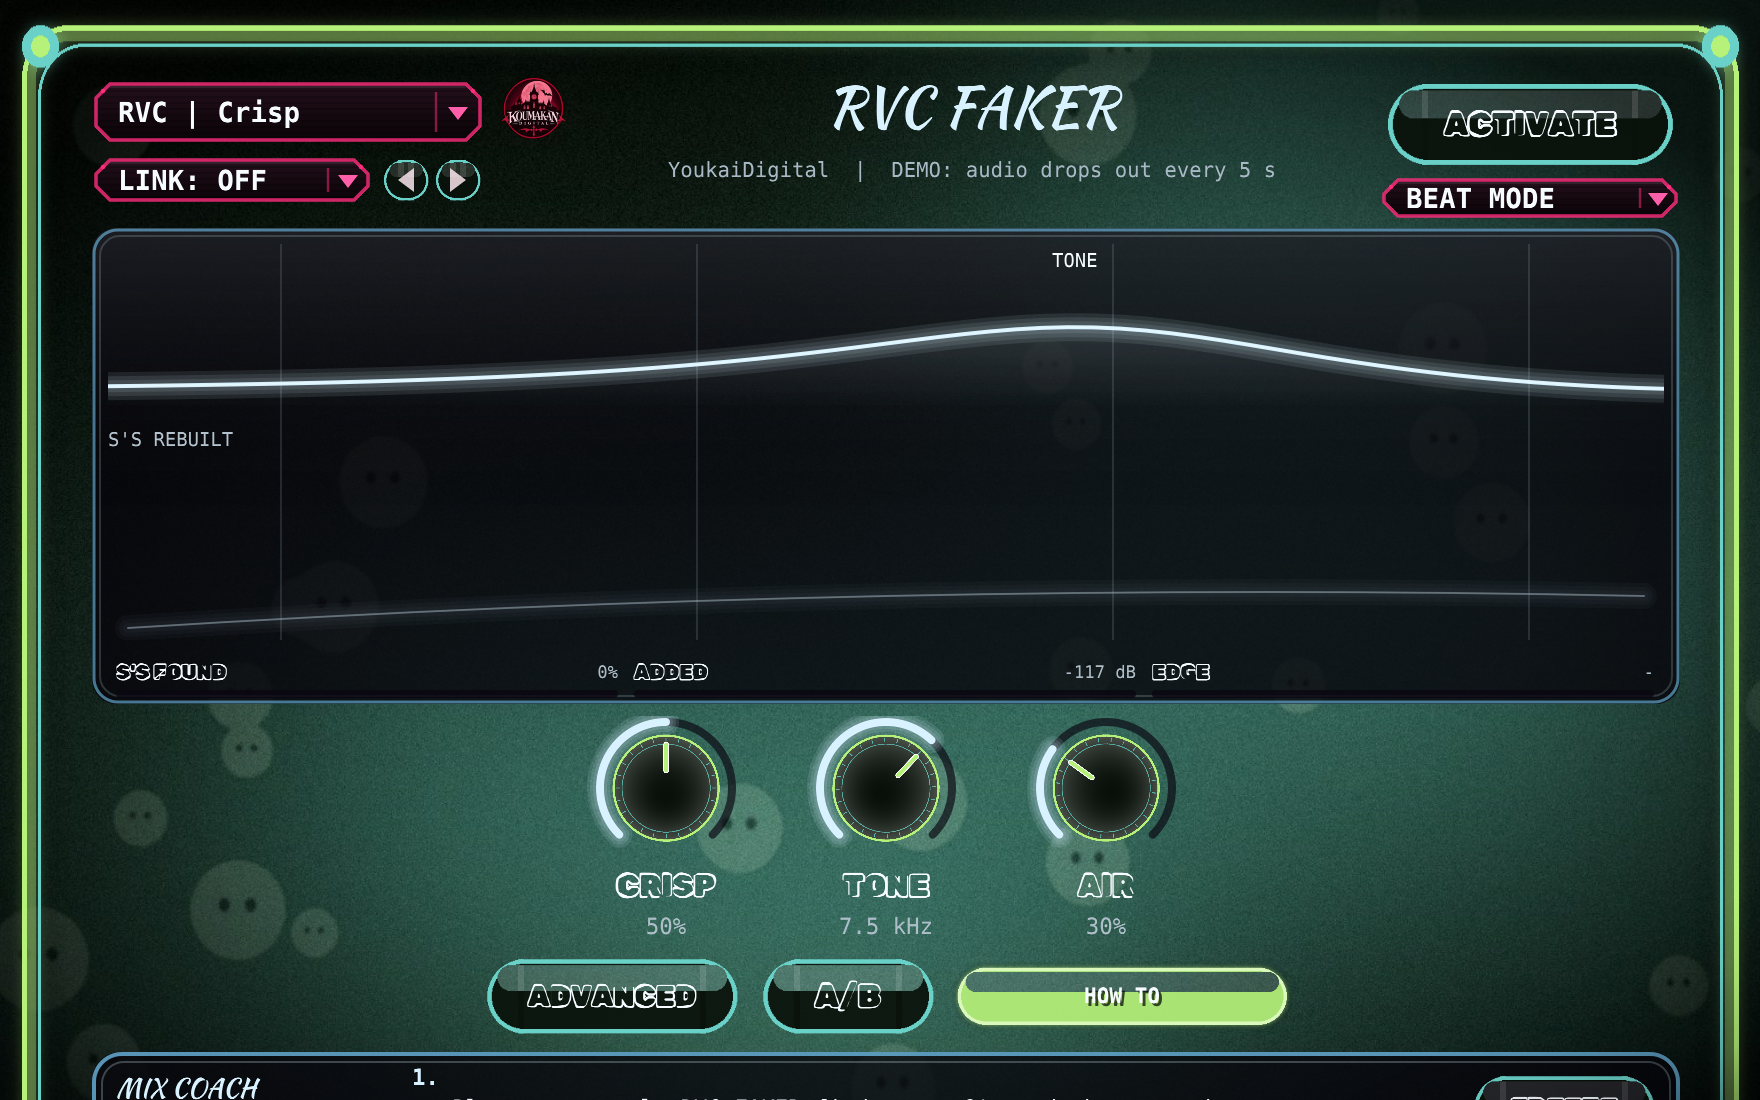 RVC | Crisp
KOUMAKAN
DIGITAL
RVC FAKER
ACTIVATE
LINK: OFF
YoukaiDigital | DEMO: audio drops out every 5 s
BEAT MODE
TONE
S'S REBUILT
S'S FOUND
0%
ADDED
-117 dB
EDGE
-
CRISP
TONE
AIR
50%
7.5 kHz
30%
ADVANCED
A/B
HOW TO
MIX COACH
1.